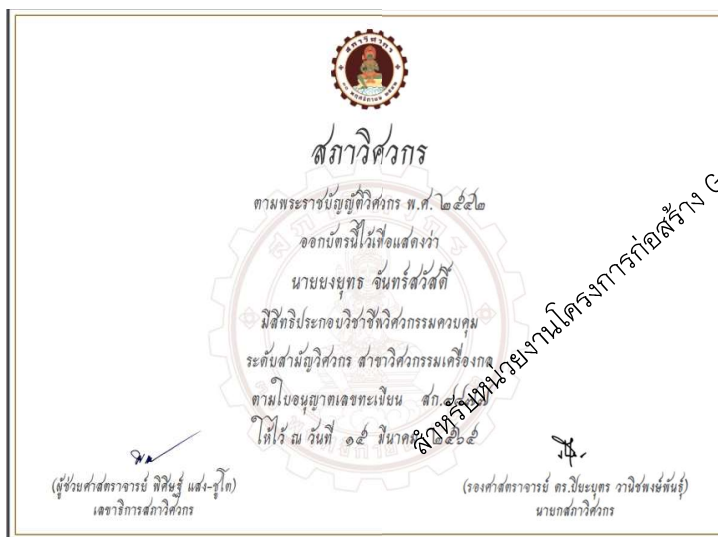 สภาวิศวกร
สภาวิศวกร
ตามพระราชบัญญัติวิศวกร พ.ศ. ๒๕๔๒
ออกบัตรนี้ไว้เพื่อแสดงว่า
นายยงยุทธ จันทร์สวัสดิ์
มีสิทธิประกอบวิชาชีพวิศวกรรมควบคุม
ระดับสามัญวิศวกร สาขาวิศวกรรมเครื่องกล
ตามใบอนุญาตเลขทะเบียน สก.
ให้ไว้ ณ วันที่ ๑๕ มีนาคม
สำหรับหน่วยงานโครงการก่อสร้าง
(ผู้ช่วยศาสตราจารย์ พิศิษฐ์ แสง-ชูโต)
เลขาธิการสภาวิศวกร
(รองศาสตราจารย์ ดร.ปิยะบุตร วานิชพงษ์พันธุ์)
นายกสภาวิศวกร